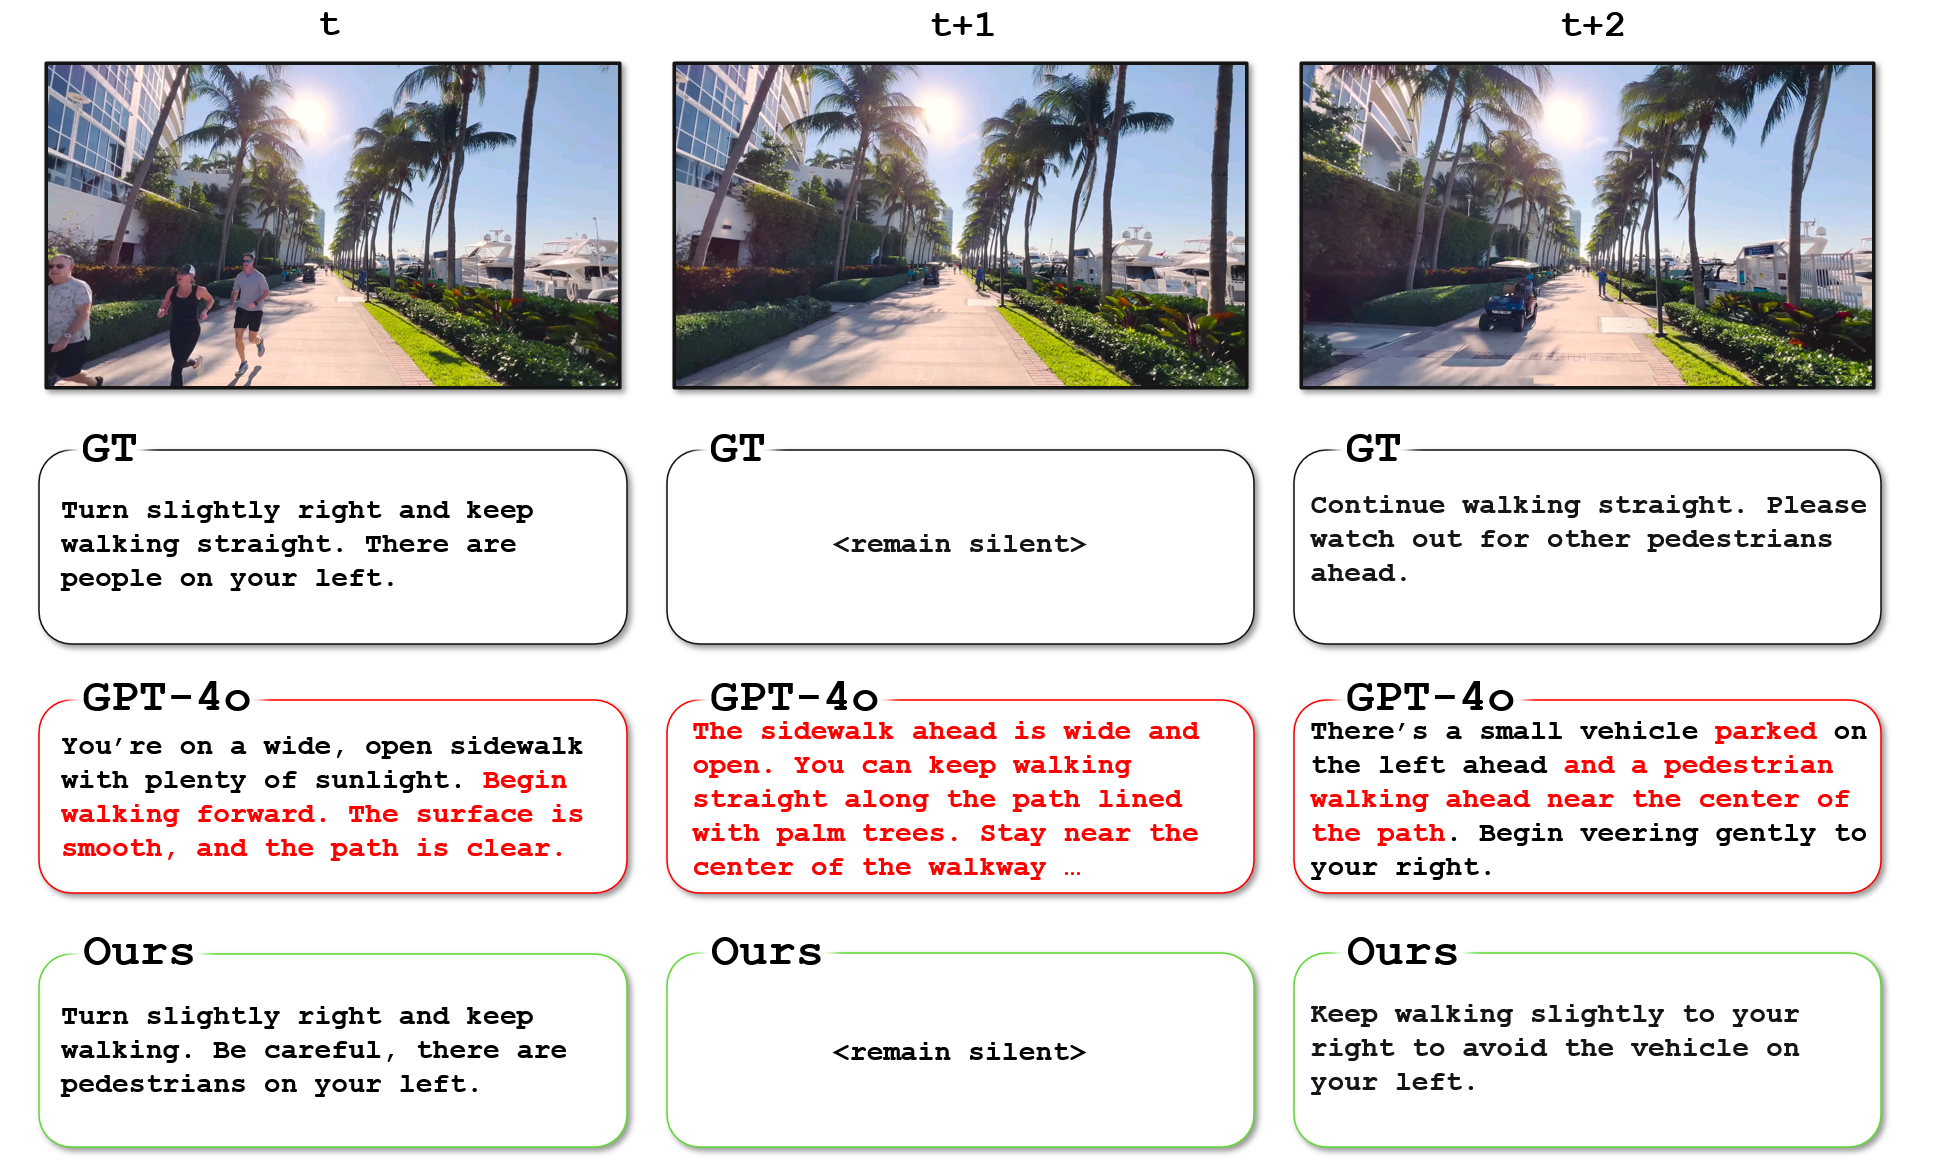 t
t+1
t+2
GT
Turn slightly right and keep
walking straight. There are
people on your left.
GT
<remain silent>
GT
Continue walking straight. Please
watch out for other pedestrians
ahead.
GPT-4o
You're on a wide, open sidewalk
with plenty of sunlight. Begin
walking forward. The surface is
smooth, and the path is clear.
GPT-4o
The sidewalk ahead is wide and
open. You can keep walking
straight along the path lined
with palm trees. Stay near the
center of the walkway …
GPT-4o
There's a small vehicle parked on
the left ahead and a pedestrian
walking ahead near the center of
the path. Begin veering gently to
your right.
Ours
Turn slightly right and keep
walking. Be careful, there are
pedestrians on your left.
Ours
<remain silent>
Ours
Keep walking slightly to your
right to avoid the vehicle on
your left.